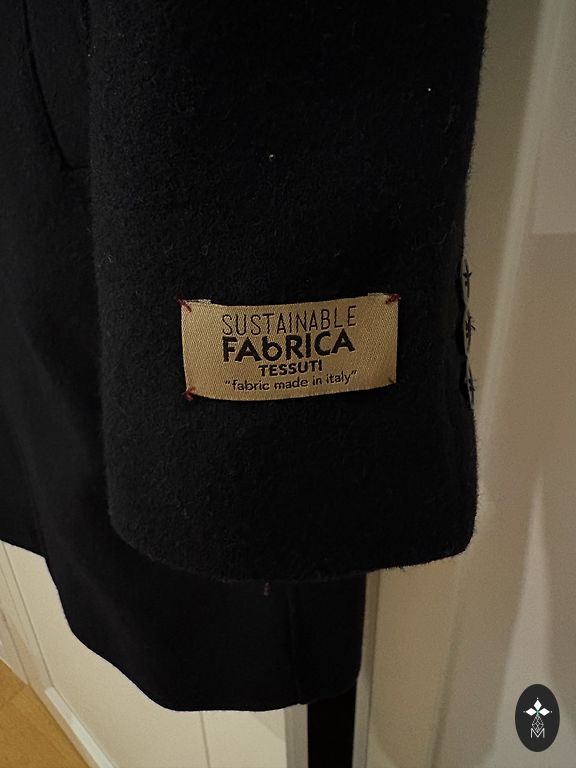 SUSTAINABLE
FAbRICA
TESSUTI
"fabric made in italy"
M